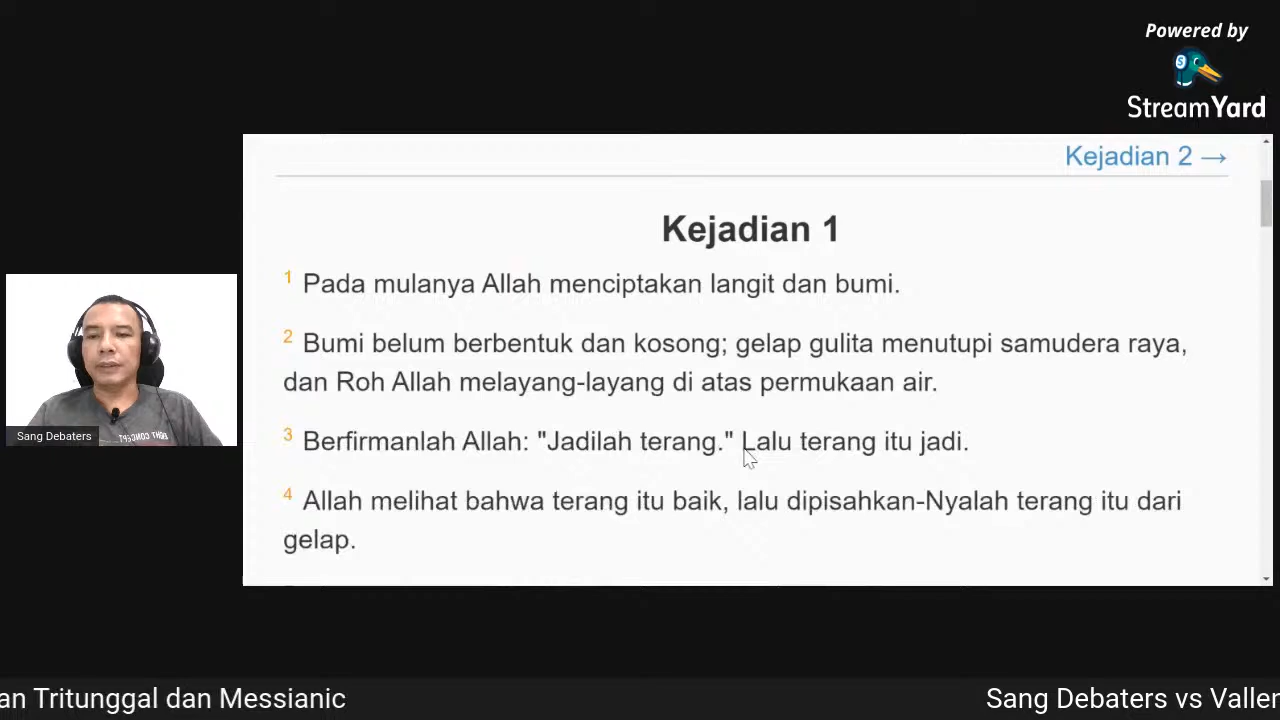 Powered by
StreamYard
Kejadian 2 →
Kejadian 1
1 Pada mulanya Allah menciptakan langit dan bumi.
2 Bumi belum berbentuk dan kosong; gelap gulita menutupi samudera raya,
dan Roh Allah melayang-layang di atas permukaan air.
3 Berfirmanlah Allah: "Jadilah terang." Lalu terang itu jadi.
4 Allah melihat bahwa terang itu baik, lalu dipisahkan-Nyalah terang itu dari
gelap.
Sang Debaters
an Tritunggal dan Messianic
Sang Debaters vs Valler